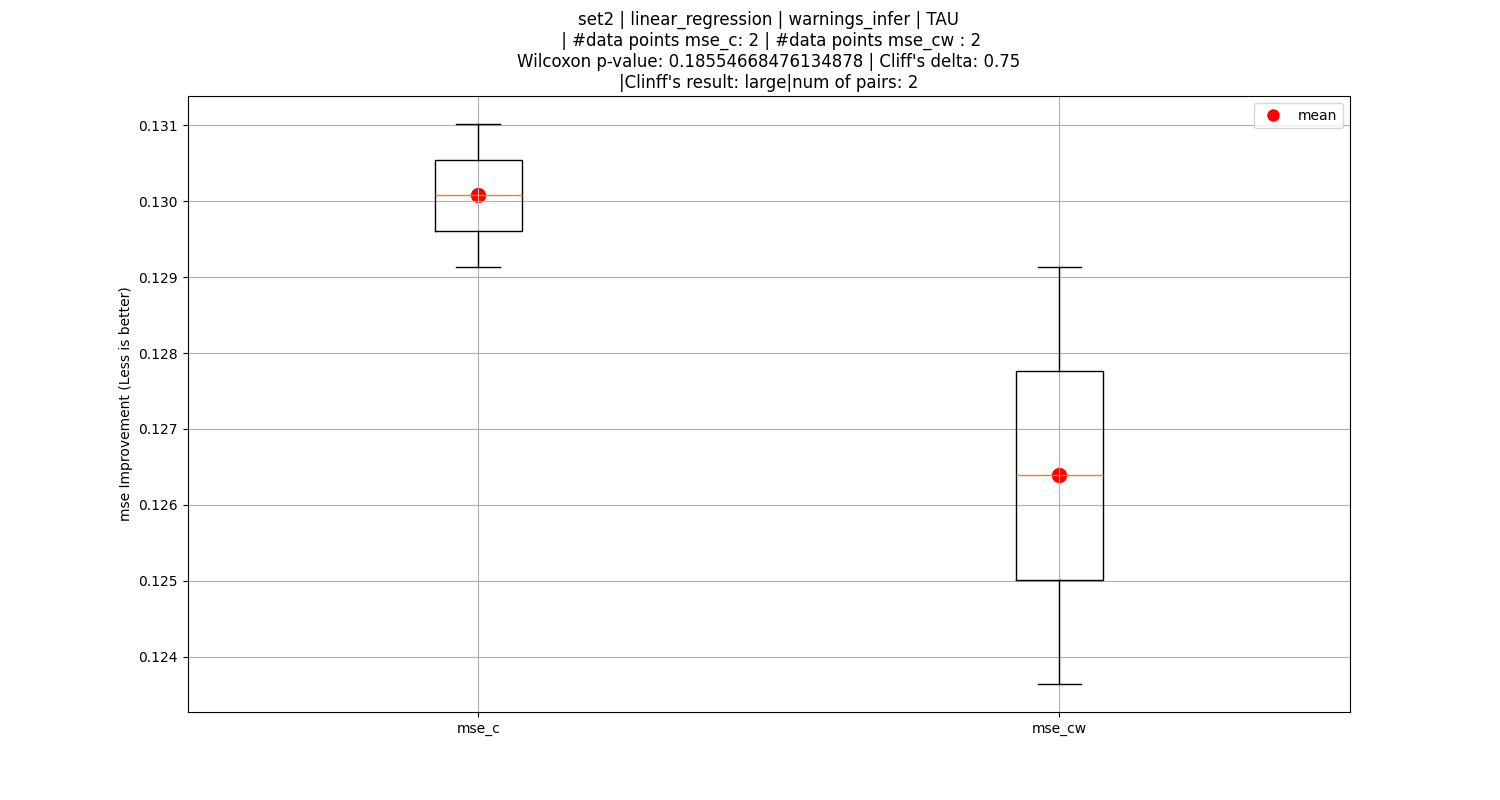 set2 | linear_regression | warnings_infer | TAU
| #data points mse_c: 2 | #data points mse_cw : 2
Wilcoxon p-value: 0.18554668476134878 | Cliff's delta: 0.75
|Clinff's result: large|num of pairs: 2
mean
mse Improvement (Less is better)
0.131
0.130
0.129
0.128
0.127
0.126
0.125
0.124
mse_c
mse_cw